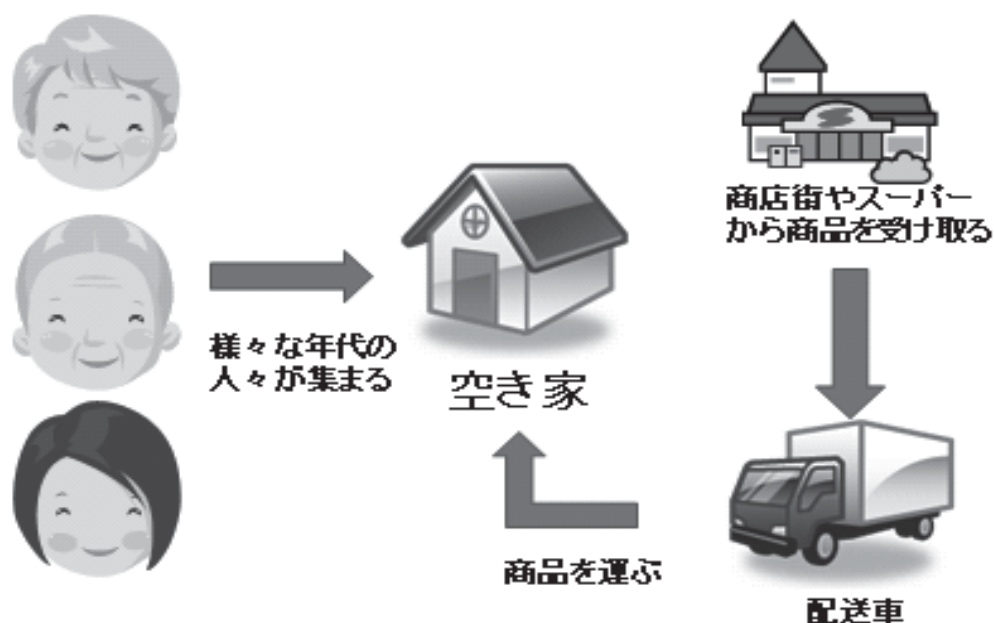 商店街やスーパー
から商品を受け取る
様々な年代の
人々が集まる
空き家
商品を運ぶ
配送車